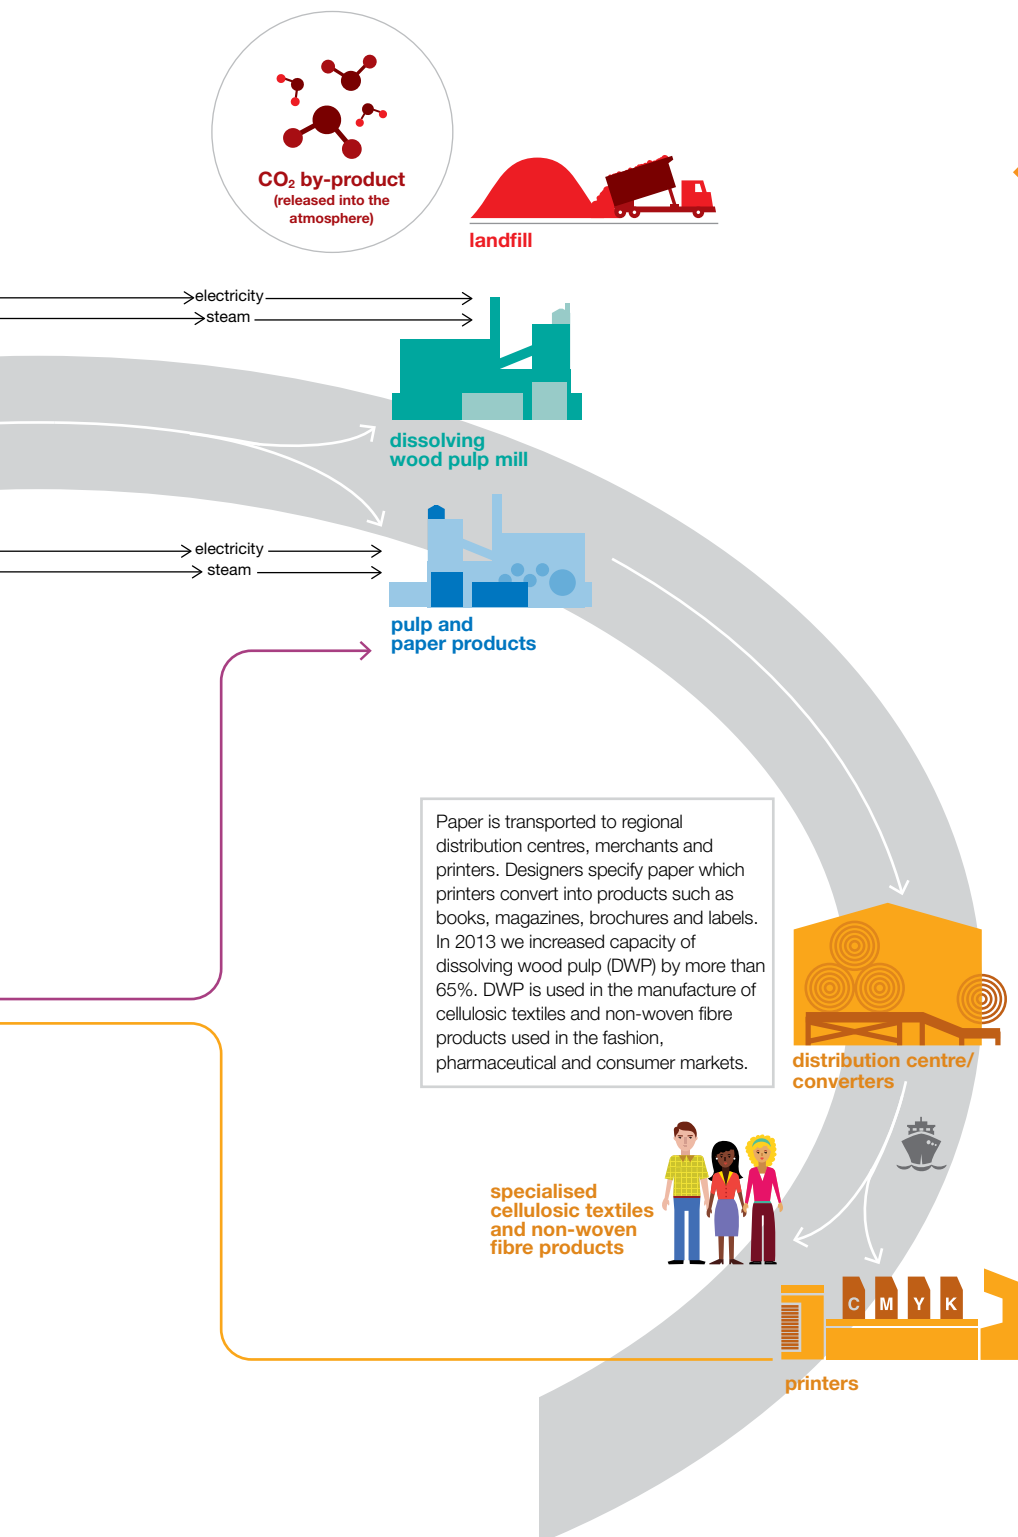 CO₂ by-product
(released into the
atmosphere)
landfill
electricity
steam
dissolving
wood pulp mill
electricity
steam
pulp and
paper products
Paper is transported to regional
distribution centres, merchants and
printers. Designers specify paper which
printers convert into products such as
books, magazines, brochures and labels.
In 2013 we increased capacity of
dissolving wood pulp (DWP) by more than
65%. DWP is used in the manufacture of
cellulosic textiles and non-woven fibre
products used in the fashion,
pharmaceutical and consumer markets.
distribution centre/
converters
specialised
cellulosic textiles
and non-woven
fibre products
C M Y K
printers